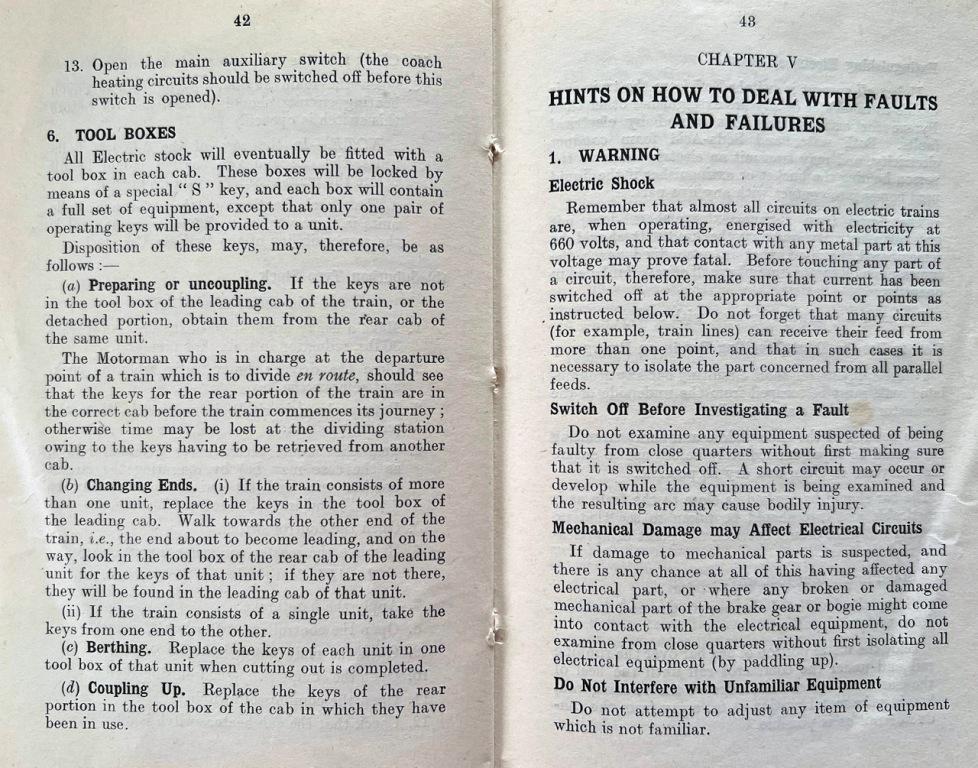 42
13. Open the main auxiliary switch (the coach
heating circuits should be switched off before this
switch is opened).
6. TOOL BOXES
All Electric stock will eventually be fitted with a
tool box in each cab. These boxes will be locked by
means of a special “ S ” key, and each box will contain
a full set of equipment, except that only one pair of
operating keys will be provided to a unit.
Disposition of these keys, may, therefore, be as
follows :—
(a) Preparing or uncoupling. If the keys are not
in the tool box of the leading cab of the train, or the
detached portion, obtain them from the rear cab of
the same unit.
The Motorman who is in charge at the departure
point of a train which is to divide en route, should see
that the keys for the rear portion of the train are in
the correct cab before the train commences its journey ;
otherwise time may be lost at the dividing station
owing to the keys having to be retrieved from another
cab.
(b) Changing Ends. (i) If the train consists of more
than one unit, replace the keys in the tool box of
the leading cab. Walk towards the other end of the
train, i.e., the end about to become leading, and on the
way, look in the tool box of the rear cab of the leading
unit for the keys of that unit ; if they are not there,
they will be found in the leading cab of that unit.
(ii) If the train consists of a single unit, take the
keys from one end to the other.
(c) Berthing. Replace the keys of each unit in one
tool box of that unit when cutting out is completed.
(d) Coupling Up. Replace the keys of the rear
portion in the tool box of the cab in which they have
been in use.
43
CHAPTER V
HINTS ON HOW TO DEAL WITH FAULTS
AND FAILURES
1. WARNING
Electric Shock
Remember that almost all circuits on electric trains
are, when operating, energised with electricity at
660 volts, and that contact with any metal part at this
voltage may prove fatal. Before touching any part of
a circuit, therefore, make sure that current has been
switched off at the appropriate point or points as
instructed below. Do not forget that many circuits
(for example, train lines) can receive their feed from
more than one point, and that in such cases it is
necessary to isolate the part concerned from all parallel
feeds.
Switch Off Before Investigating a Fault
Do not examine any equipment suspected of being
faulty from close quarters without first making sure
that it is switched off. A short circuit may occur or
develop while the equipment is being examined and
the resulting arc may cause bodily injury.
Mechanical Damage may Affect Electrical Circuits
If damage to mechanical parts is suspected, and
there is any chance at all of this having affected any
electrical part, or where any broken or damaged
mechanical part of the brake gear or bogie might come
into contact with the electrical equipment, do not
examine from close quarters without first isolating all
electrical equipment (by paddling up).
Do Not Interfere with Unfamiliar Equipment
Do not attempt to adjust any item of equipment
which is not familiar.